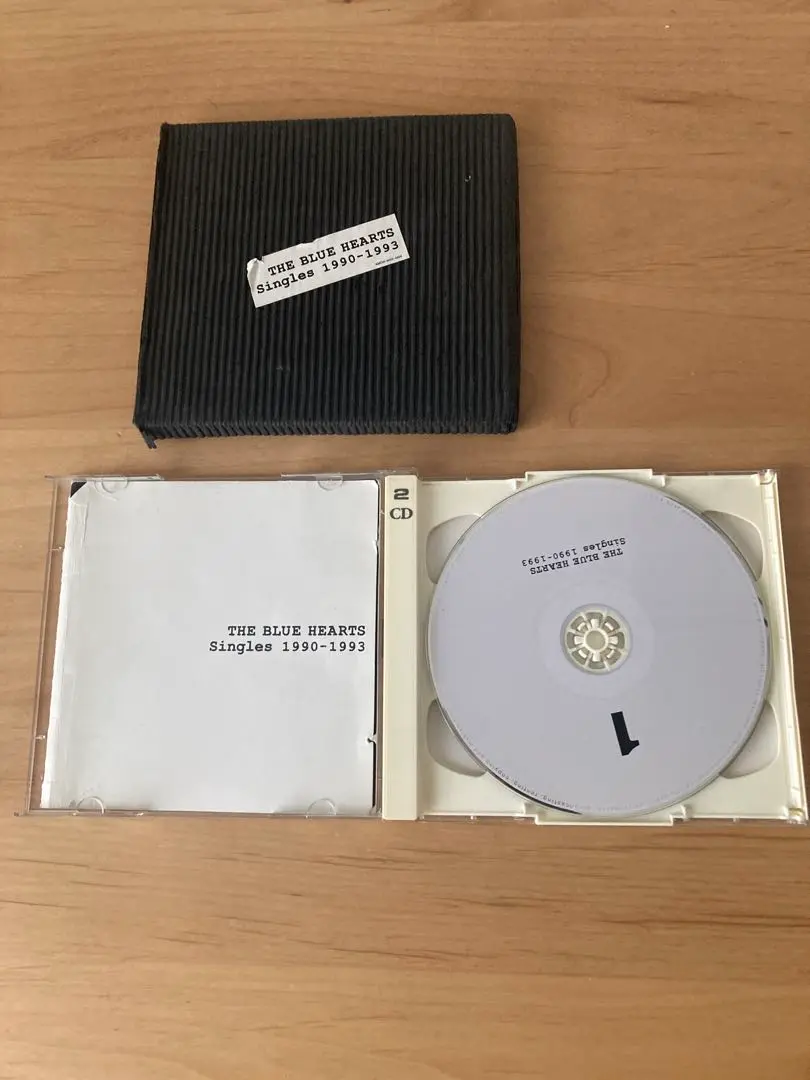 THE BLUE HEARTS
Singles 1990-1993
2
CD
THE BLUE HEARTS
Singles 1990-1993
THE BLUE HEARTS
Singles 1990-1993
1